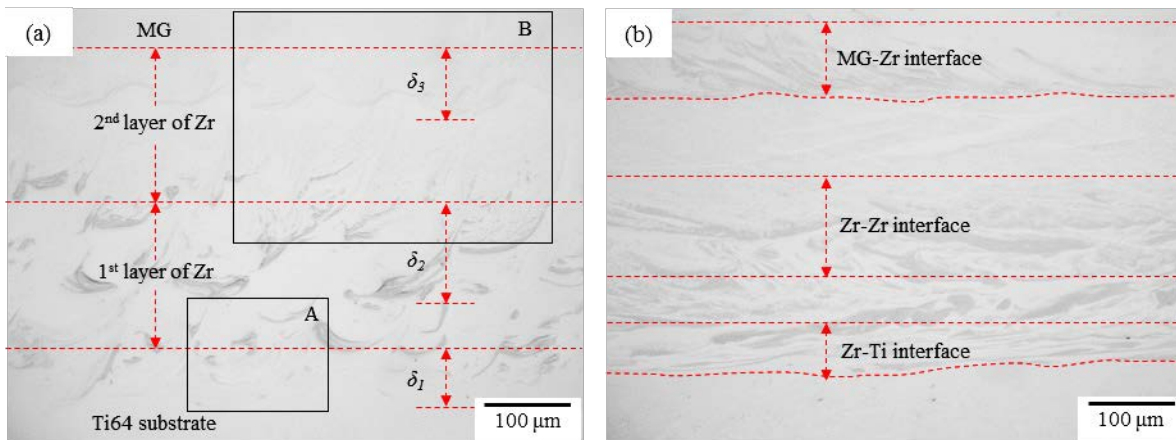 (a)
MG
B
δ3
2nd layer of Zr
1st layer of Zr
δ2
A
δ1
Ti64 substrate
100 μm
(b)
MG-Zr interface
Zr-Zr interface
Zr-Ti interface
100 μm